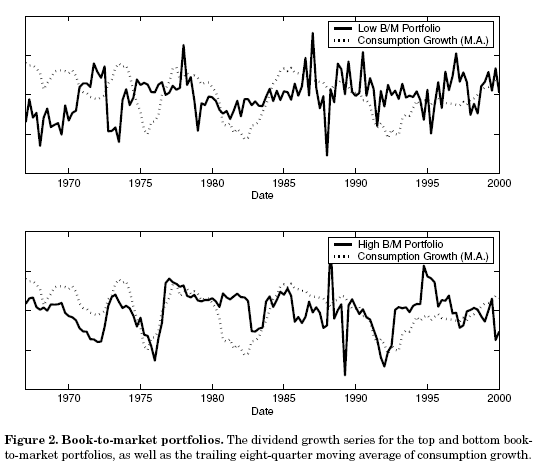 Low B/M Portfolio
Consumption Growth (M.A.)
1970 1975 1980 1985 1990 1995 2000
Date
High B/M Portfolio
Consumption Growth (M.A.)
1970 1975 1980 1985 1990 1995 2000
Date
Figure 2. Book-to-market portfolios. The dividend growth series for the top and bottom book-
to-market portfolios, as well as the trailing eight-quarter moving average of consumption growth.